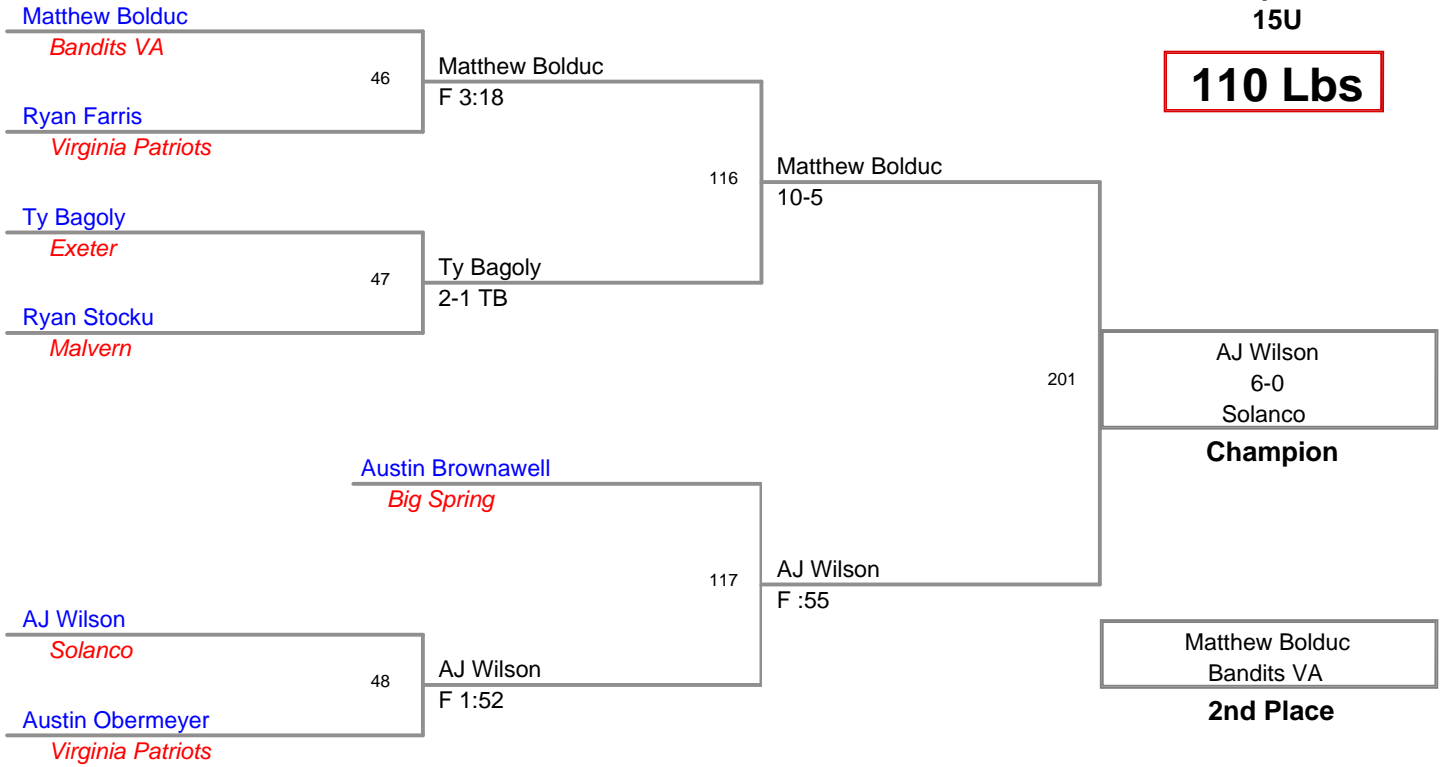 Matthew Bolduc
Bandits VA
46
Ryan Farris
Virginia Patriots
Matthew Bolduc
F 3:18
Ty Bagoly
Exeter
47
Ryan Stocku
Malvern
Ty Bagoly
2-1 TB
116
Matthew Bolduc
10-5
Austin Brownawell
Big Spring
AJ Wilson
Solanco
48
Austin Obermeyer
Virginia Patriots
AJ Wilson
F 1:52
117
AJ Wilson
F :55
201
15U
110 Lbs
AJ Wilson
6-0
Solanco
Champion
Matthew Bolduc
Bandits VA
2nd Place